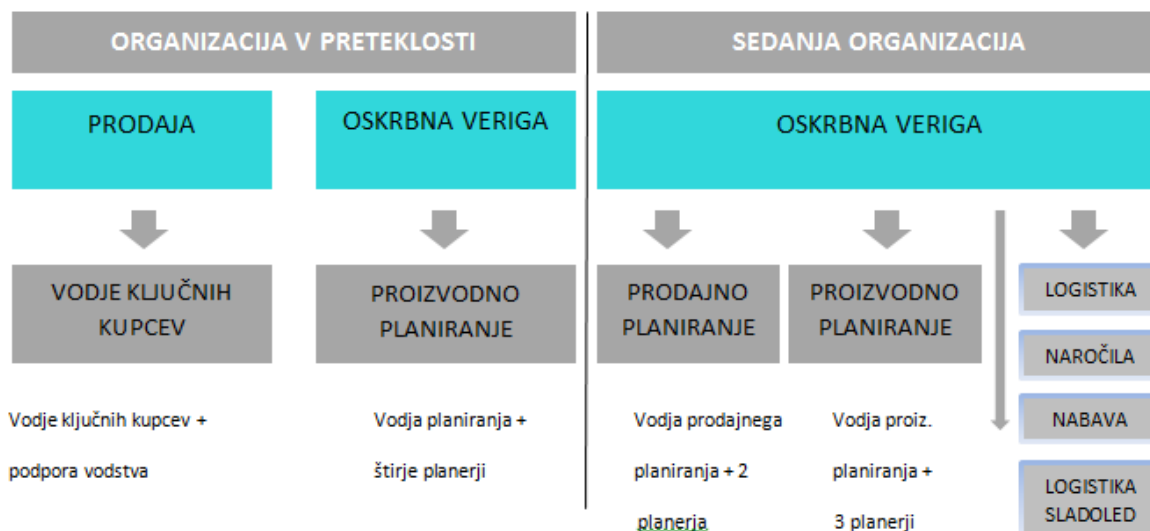 ORGANIZACIJA V PRETEKLOSTI
PRODAJA
OSKRBNA VERIGA
VODJE KLJUČNIH
KUPCEV
PROIZVODNO
PLANIRANJE
Vodje ključnih kupcev +
podpora vodstva
Vodja planiranja +
štirje planerji
SEDANJA ORGANIZACIJA
OSKRBNA VERIGA
PRODAJNO
PLANIRANJE
PROIZVODNO
PLANIRANJE
Vodja prodajnega
planiranja + 2
planerja
Vodja proiz.
planiranja +
3 planerji
LOGISTIKA
NAROČILA
NABAVA
LOGISTIKA
SLADOLED